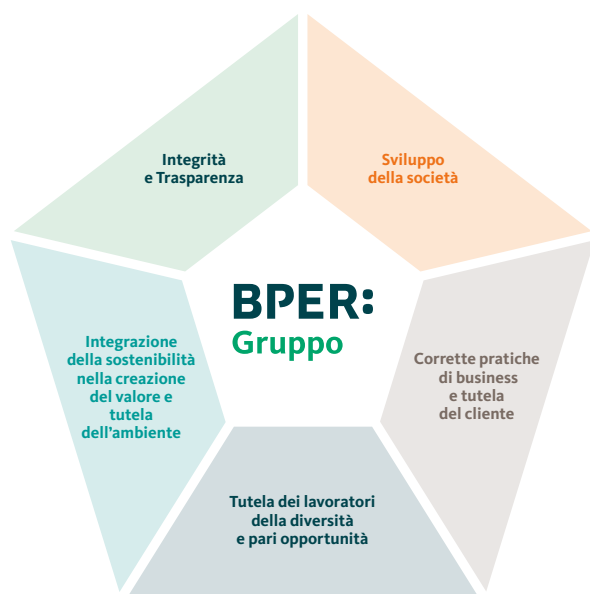 Integrità
e Trasparenza
Sviluppo
della società
BPER:
Gruppo
Integrazione
della sostenibilità
nella creazione
del valore e
tutela
dell'ambiente
Corrette pratiche
di business
e tutela
del cliente
Tutela dei lavoratori
della diversità
e pari opportunità